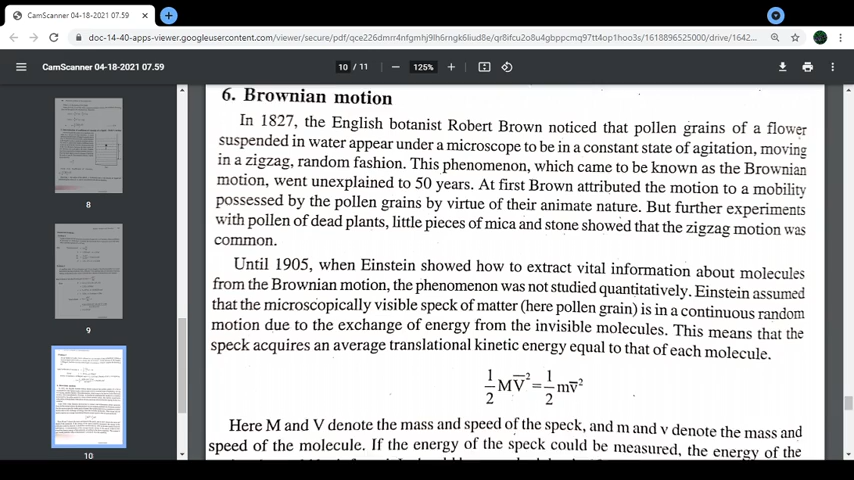 CamScanner 04-18-2021 07.59
doc-14-40-apps-viewer.googleusercontent.com/viewer/secure/pdf/qce226dmrr4nfgmhj9lh6rngk6liud8e/qr8ifcu2o8u4gbppcmq97tt4op1hoo3s/1618896525000/drive/1642...
CamScanner 04-18-2021 07.59
10 / 11
125%
8
9
10
6. Brownian motion
In 1827, the English botanist Robert Brown noticed that pollen grains of a flower
suspended in water appear under a microscope to be in a constant state of agitation, moving
in a zigzag, random fashion. This phenomenon, which came to be known as the Brownian
motion, went unexplained to 50 years. At first Brown attributed the motion to a mobility
possessed by the pollen grains by virtue of their animate nature. But further experiments
with pollen of dead plants, little pieces of mica and stone showed that the zigzag motion was
common.
Until 1905, when Einstein showed how to extract vital information about molecules
from the Brownian motion, the phenomenon was not studied quantitatively. Einstein assumed
that the microscopically visible speck of matter (here pollen grain) is in a continuous random
motion due to the exchange of energy from the invisible molecules. This means that the
speck acquires an average translational kinetic energy equal to that of each molecule.
1/2 MV̅² = 1/2 mv̅²
Here M and V denote the mass and speed of the speck, and m and v denote the mass and
speed of the molecule. If the energy of the speck could be measured, the energy of the